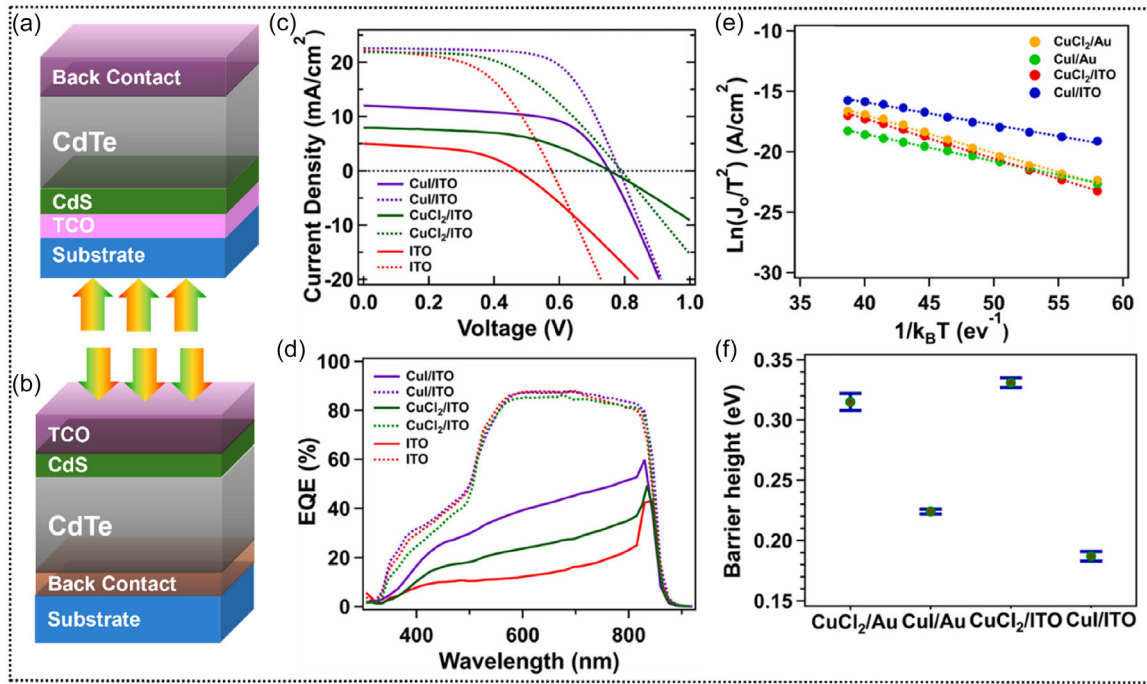 (a)
Back Contact
CdTe
CdS
TCO
Substrate
(b)
TCO
CdS
CdTe
Back Contact
Substrate
(c)
Current Density (mA/cm²)
20
10
0
-10
-20
CuI/ITO
CuI/ITO
CuCl₂/ITO
CuCl₂/ITO
ITO
ITO
0.0 0.2 0.4 0.6 0.8 1.0
Voltage (V)
(d)
EQE (%)
100
80
60
40
20
0
CuI/ITO
CuI/ITO
CuCl₂/ITO
CuCl₂/ITO
ITO
ITO
400 600 800
Wavelength (nm)
(e)
Ln(Jₒ/T²) (A/cm²)
-10
-15
-20
-25
-30
CuCl₂/Au
CuI/Au
CuCl₂/ITO
CuI/ITO
35 40 45 50 55 60
1/k_BT (ev⁻¹)
(f)
Barrier height (eV)
0.35
0.30
0.25
0.20
0.15
CuCl₂/Au CuI/Au CuCl₂/ITO CuI/ITO